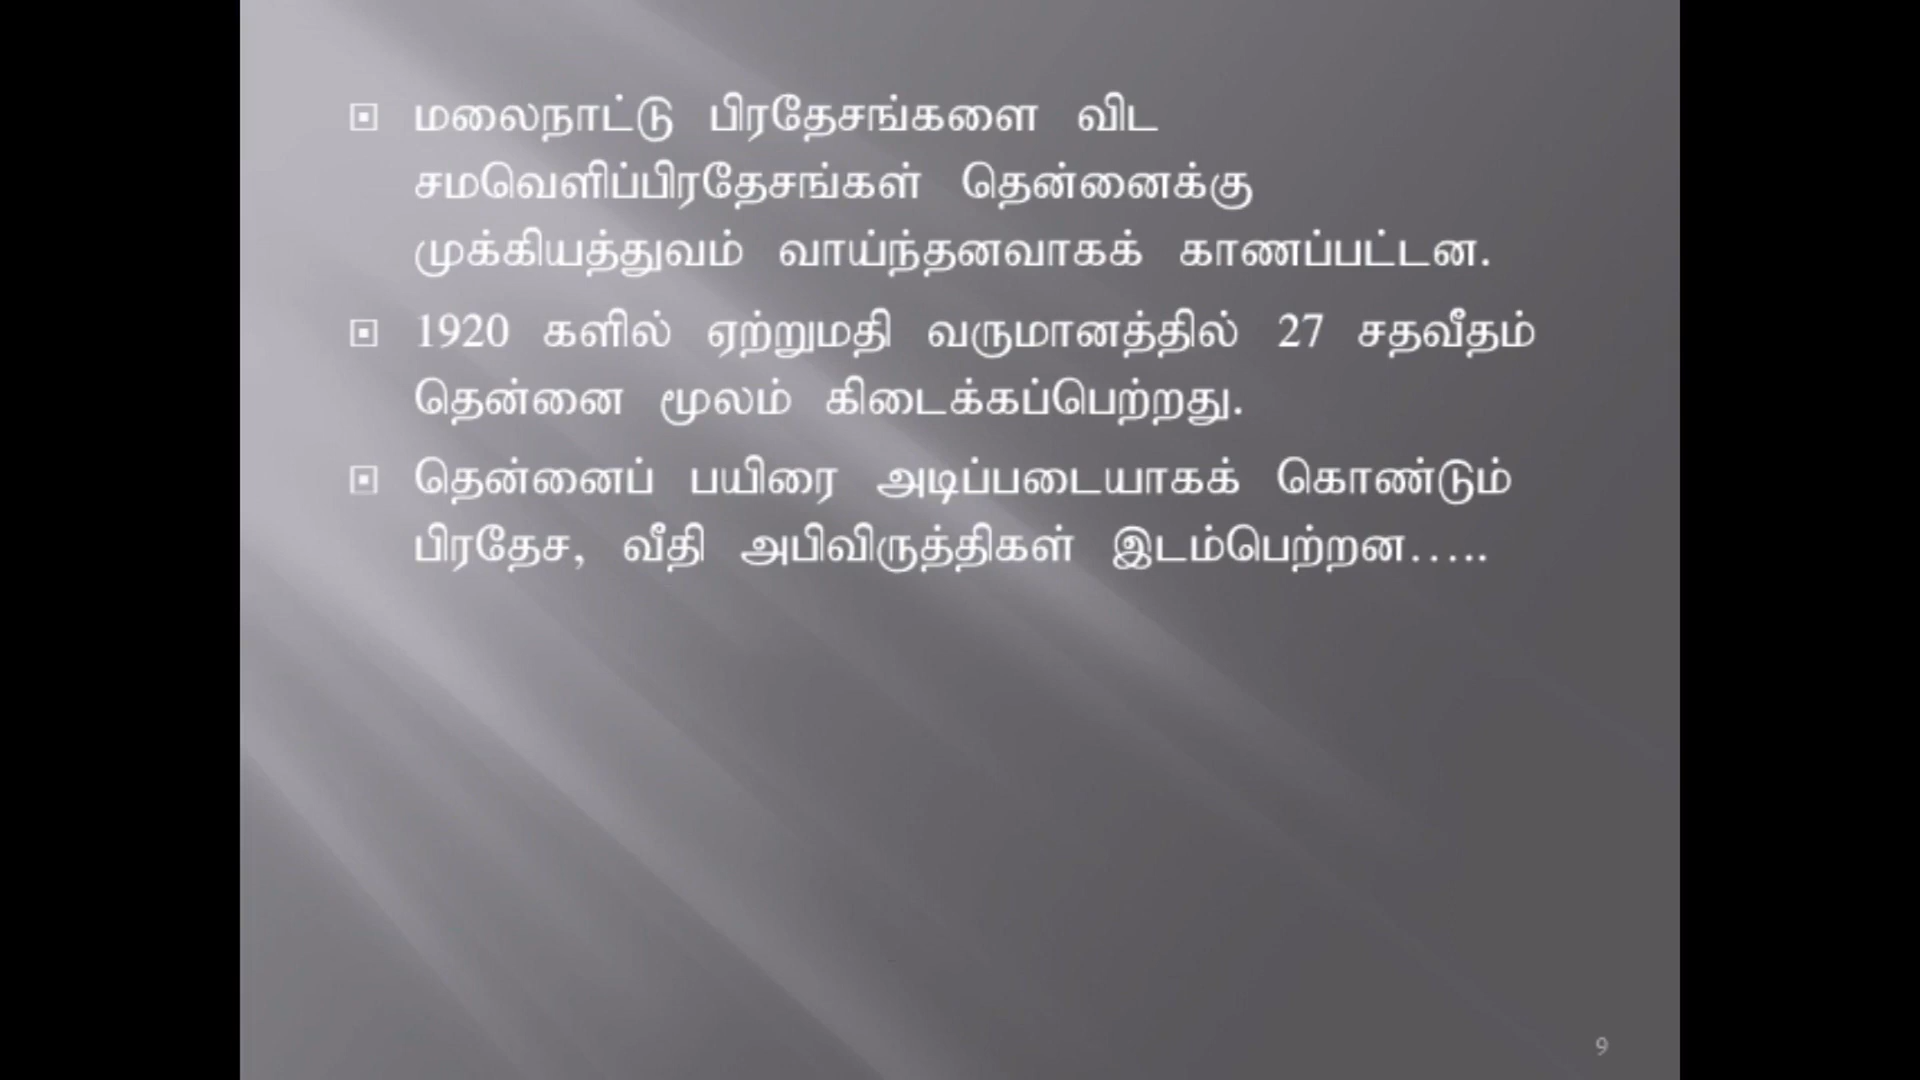 மலைநாட்டு பிரதேசங்களை விட
சமவெளிப்பிரதேசங்கள் தென்னைக்கு
முக்கியத்துவம் வாய்ந்தனவாகக் காணப்பட்டன.
1920 களில் ஏற்றுமதி வருமானத்தில் 27 சதவீதம்
தென்னை மூலம் கிடைக்கப்பெற்றது.
தென்னைப் பயிரை அடிப்படையாகக் கொண்டும்
பிரதேச, வீதி அபிவிருத்திகள் இடம்பெற்றன…..
9